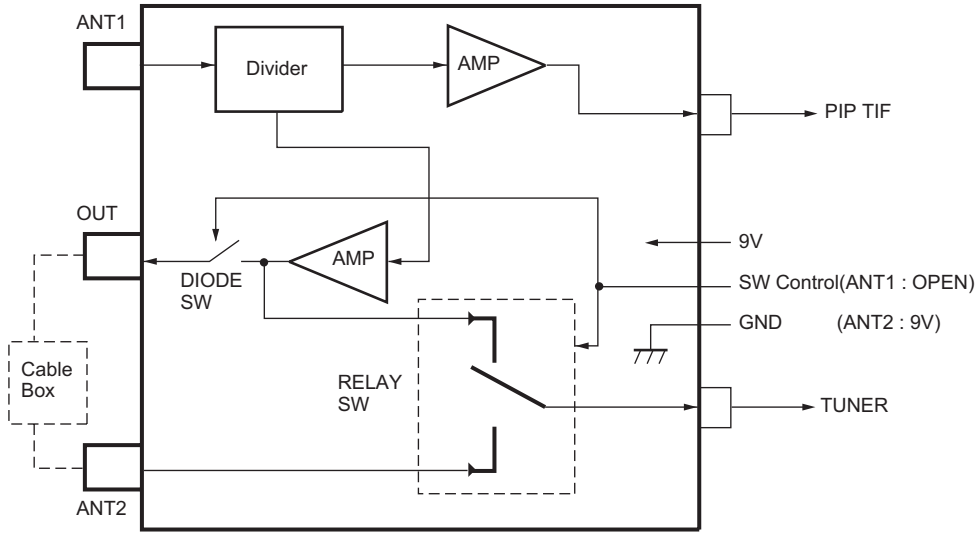 ANT1
Divider
AMP
PIP TIF
OUT
AMP
DIODE
SW
9V
SW Control(ANT1 : OPEN)
GND (ANT2 : 9V)
Cable
Box
RELAY
SW
TUNER
ANT2